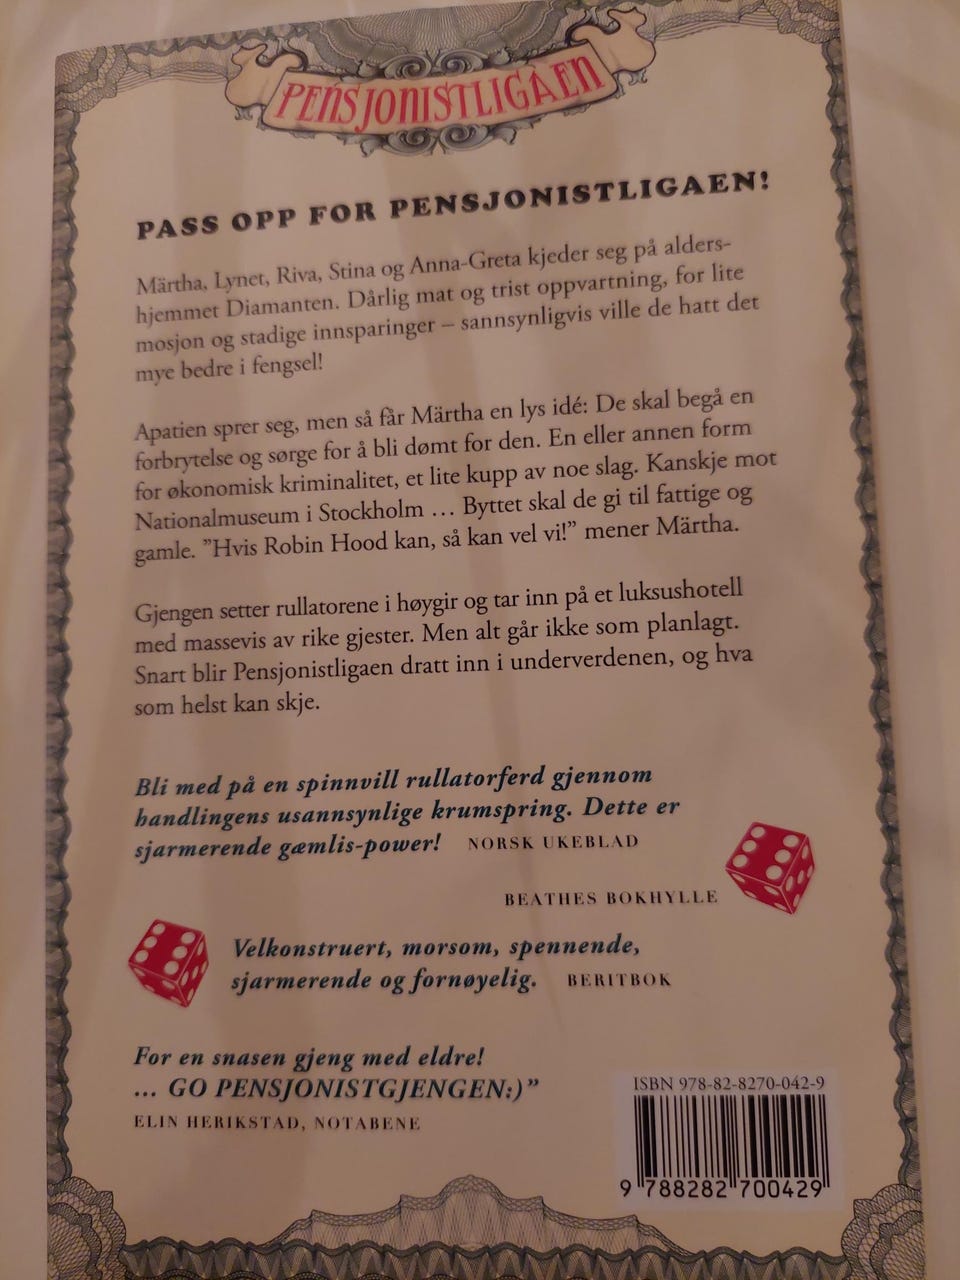 PENSJONISTLIGAEN
PASS OPP FOR PENSJONISTLIGAEN!
Märtha, Lynet, Riva, Stina og Anna-Greta kjeder seg på alders-
hjemmet Diamanten. Dårlig mat og trist oppvartning, for lite
mosjon og stadige innsparinger – sannsynligvis ville de hatt det
mye bedre i fengsel!
Apatien sprer seg, men så får Märtha en lys idé: De skal begå en
forbrytelse og sørge for å bli dømt for den. En eller annen form
for økonomisk kriminalitet, et lite kupp av noe slag. Kanskje mot
Nationalmuseum i Stockholm ... Byttet skal de gi til fattige og
gamle. ”Hvis Robin Hood kan, så kan vel vi!” mener Märtha.
Gjengen setter rullatorene i høygir og tar inn på et luksushotell
med massevis av rike gjester. Men alt går ikke som planlagt.
Snart blir Pensjonistligaen dratt inn i underverdenen, og hva
som helst kan skje.
Bli med på en spinnvill rullatorferd gjennom
handlingens usannsynlige krumspring. Dette er
sjarmerende gæmlis-power! NORSK UKEBLAD
BEATHES BOKHYLLE
Velkonstruert, morsom, spennende,
sjarmerende og fornøyelig. BERITBOK
For en snasen gjeng med eldre!
... GO PENSJONISTGJENGEN:)”
ELIN HERIKSTAD, NOTABENE
ISBN 978-82-8270-042-9
9 788282 700429